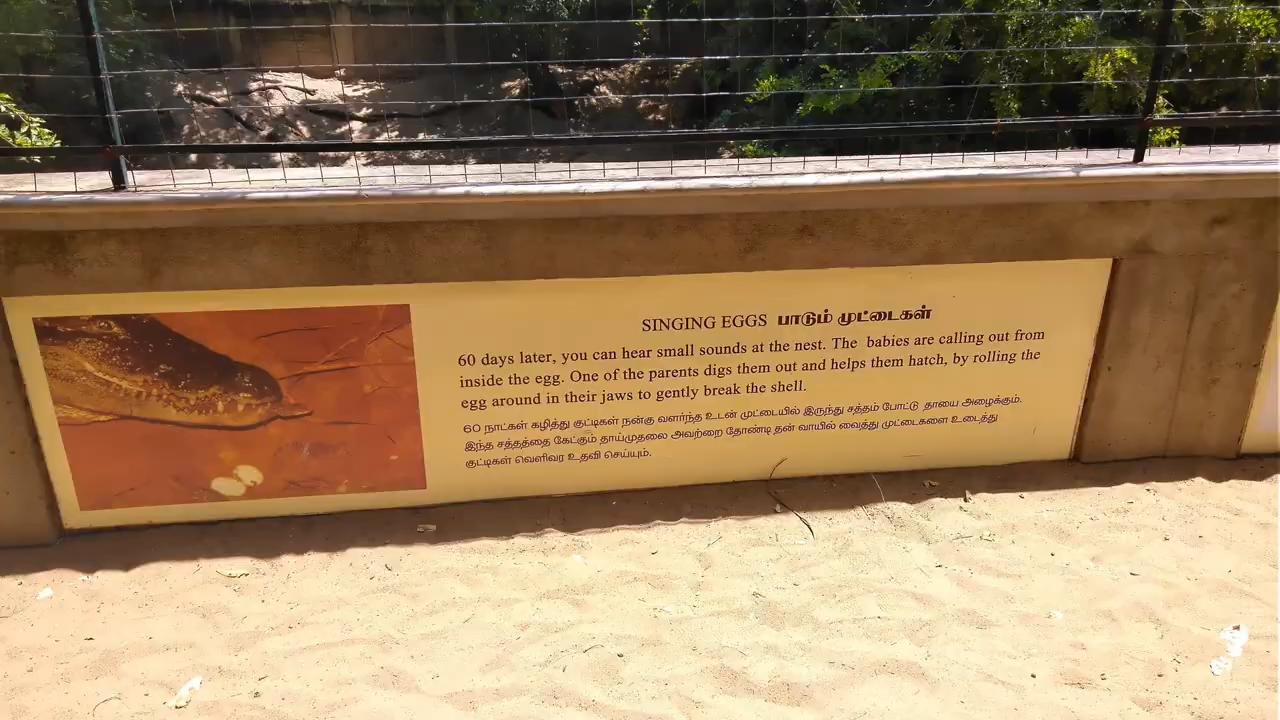 SINGING EGGS பாடும் முட்டைகள்
60 days later, you can hear small sounds at the nest. The babies are calling out from
inside the egg. One of the parents digs them out and helps them hatch, by rolling the
egg around in their jaws to gently break the shell.
60 நாட்கள் கழித்து குட்டிகள் நன்கு வளர்ந்த உடன் முட்டையில் இருந்து சத்தம் போட்டு தாயை அழைக்கும்.
இந்த சத்தத்தை கேட்கும் தாய்முதலை அவற்றை தோண்டி தன் வாயில் வைத்து முட்டைகளை உடைத்து
குட்டிகள் வெளிவர உதவி செய்யும்.